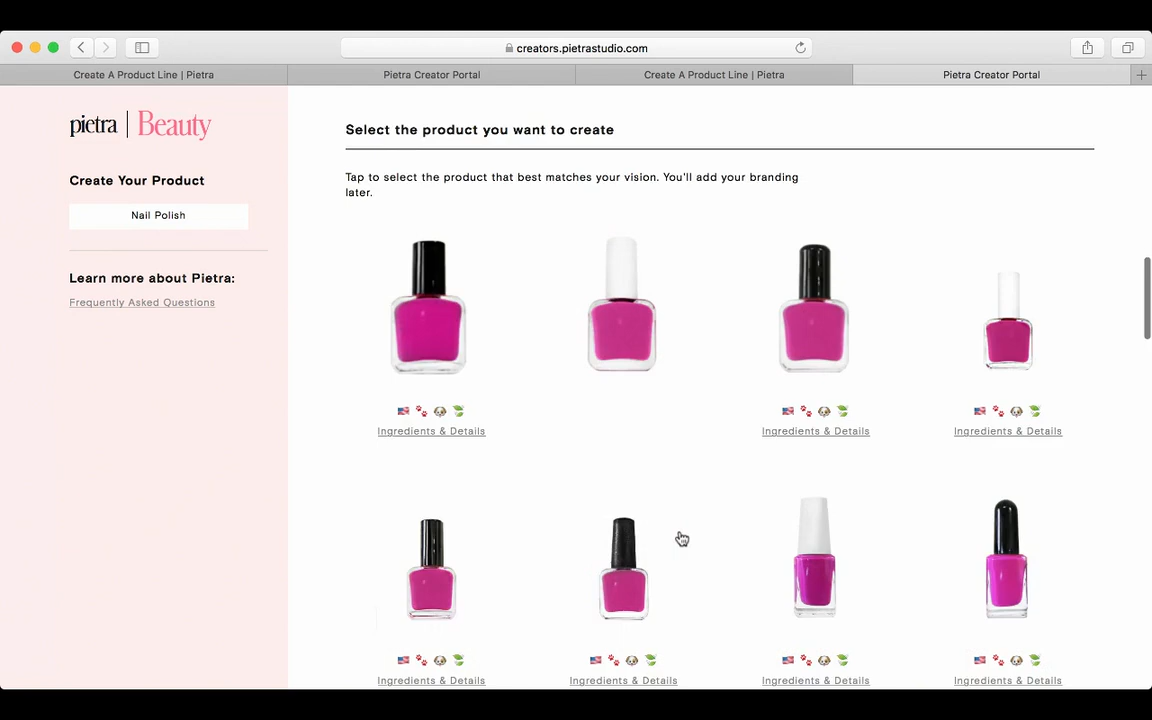 creators.pietrastudio.com
Create A Product Line | Pietra
Pietra Creator Portal
Create A Product Line | Pietra
Pietra Creator Portal
pietra | Beauty
Create Your Product
Nail Polish
Learn more about Pietra:
Frequently Asked Questions
Select the product you want to create
Tap to select the product that best matches your vision. You'll add your branding
later.
Ingredients & Details
Ingredients & Details
Ingredients & Details
Ingredients & Details
Ingredients & Details
Ingredients & Details
Ingredients & Details